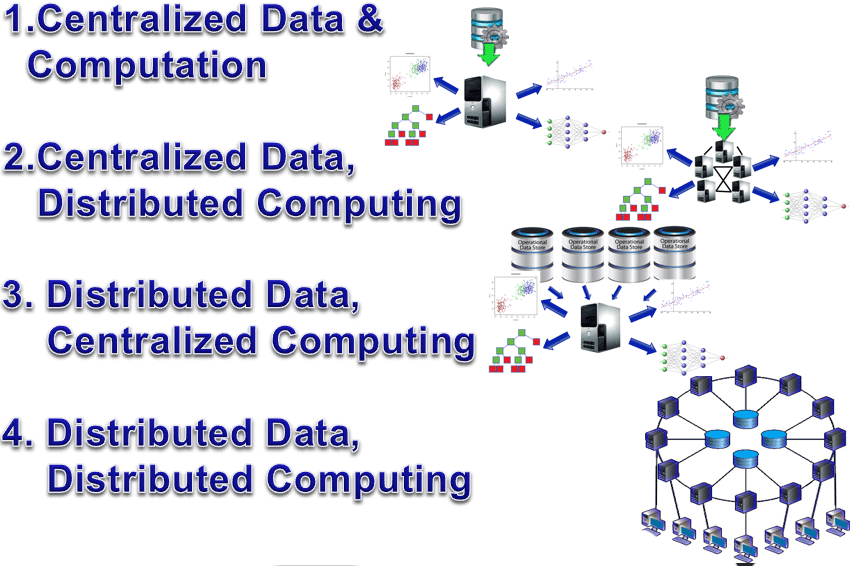 1.Centralized Data &
Computation
2.Centralized Data,
Distributed Computing
Operational Data Store
Operational Data Store
Operational Data Store
Operational Data Store
3. Distributed Data,
Centralized Computing
4. Distributed Data,
Distributed Computing